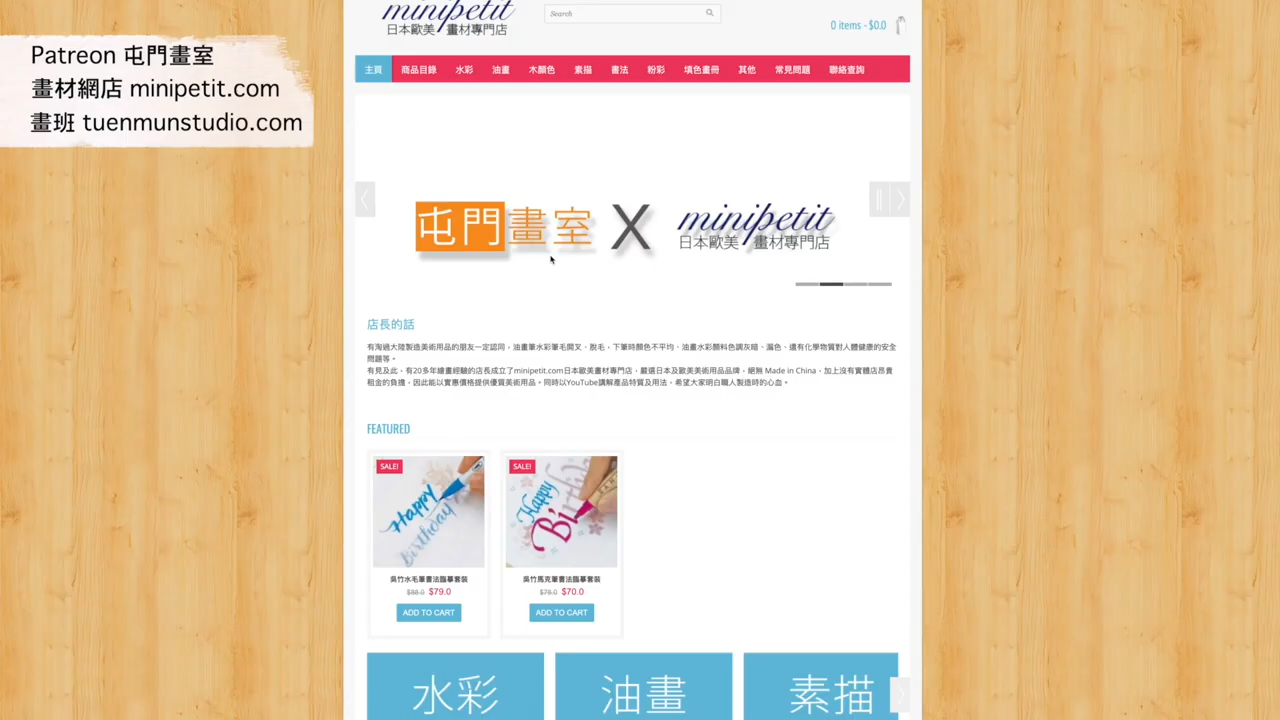 minipetit
日本歐美 畫材專門店
Search
0 items - $0.0
Patreon 屯門畫室
畫材網店 minipetit.com
畫班 tuenmunstudio.com
主頁 商品目錄 水彩 油畫 木顏色 素描 書法 粉彩 填色畫冊 其他 常見問題 聯絡查詢
屯門畫室 X minipetit
日本歐美 畫材專門店
店長的話
有淘過大陸製造美術用品的朋友一定認同，油畫筆水彩筆毛開叉、脫毛，下筆時顏色不平均、油畫水彩顏料色調灰暗、漏色、還有化學物質對人體健康的安全
問題等。
有見及此，有20多年繪畫經驗的店長成立了minipetit.com日本歐美畫材專門店，嚴選日本及歐美美術用品品牌、絕無 Made in China、加上沒有實體店昂貴
租金的負擔，因此能以實惠價格提供優質美術用品。同時以YouTube講解產品特質及用法，希望大家明白職人製造時的心血。
FEATURED
SALE! SALE!
Happy Birthday
Happy Birthday
吳竹水毛筆書法臨摹套裝 吳竹馬克筆書法臨摹套裝
$88.0 $79.0 $78.0 $70.0
ADD TO CART ADD TO CART
水彩 油畫 素描